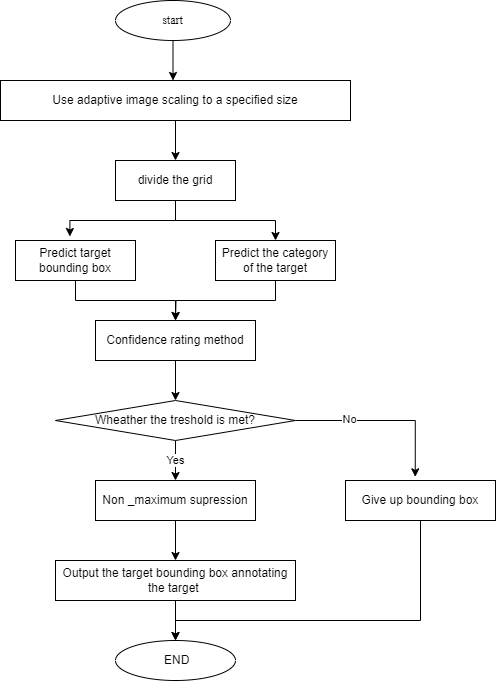 start
Use adaptive image scaling to a specified size
divide the grid
Predict target
bounding box
Predict the category
of the target
Confidence rating method
Wheather the treshold is met?
No
Yes
Non _maximum supression
Give up bounding box
Output the target bounding box annotating
the target
END